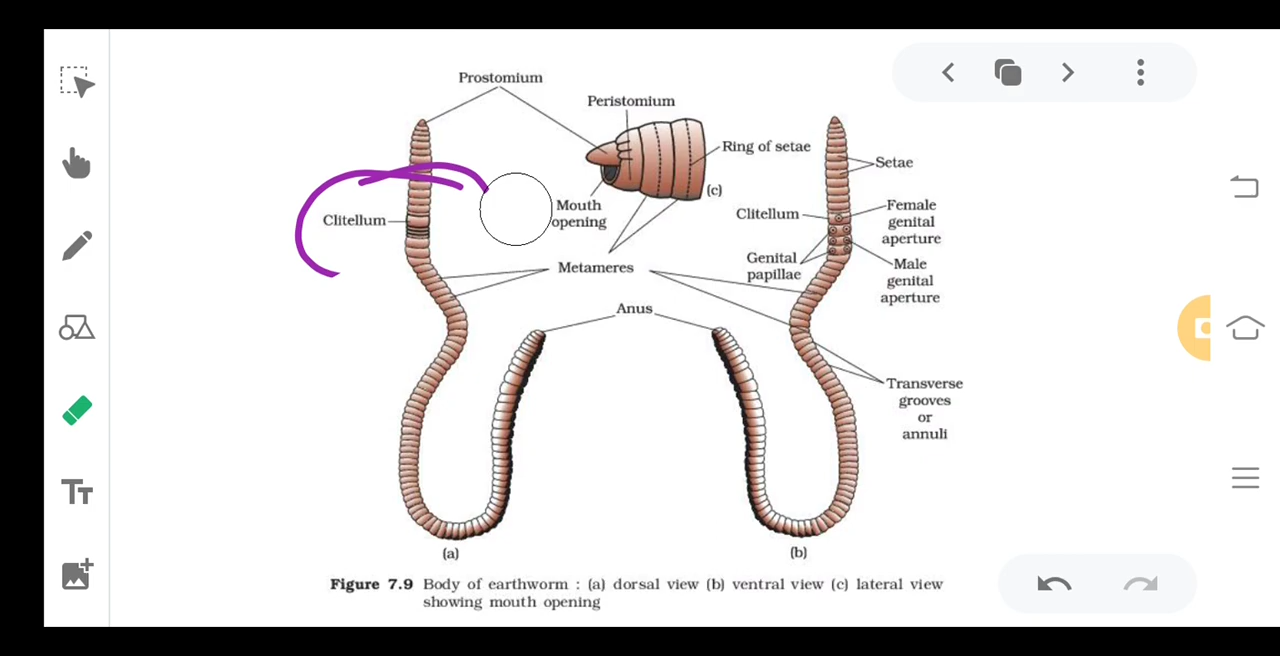 Prostomium
Peristomium
Ring of setae
(c)
Mouth
opening
Setae
Clitellum
Clitellum
Female
genital
aperture
Genital
papillae
Male
genital
aperture
Metameres
Anus
Transverse
grooves
or
annuli
(a)
(b)
Figure 7.9 Body of earthworm : (a) dorsal view (b) ventral view (c) lateral view
showing mouth opening
TT